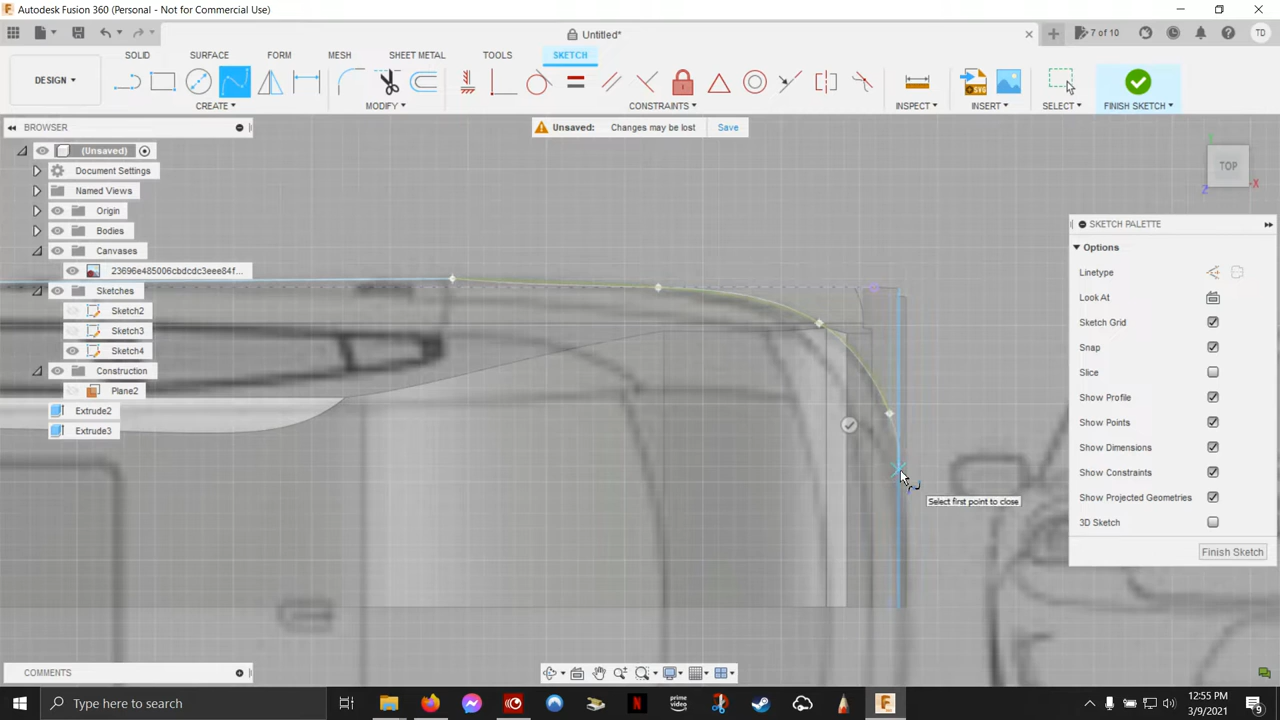 Autodesk Fusion 360 (Personal - Not for Commercial Use)
Untitled*
7 of 10
TD
SOLID SURFACE FORM MESH SHEET METAL TOOLS SKETCH
DESIGN
CREATE MODIFY CONSTRAINTS INSPECT INSERT SELECT FINISH SKETCH
SVG
BROWSER
Unsaved: Changes may be lost Save
(Unsaved)
Document Settings
Named Views
Origin
Bodies
Canvases
23696e485006cbdcdc3eee84f...
Sketches
Sketch2
Sketch3
Sketch4
Construction
Plane2
Extrude2
Extrude3
TOP
Z
X
SKETCH PALETTE
Options
Linetype
Look At
Sketch Grid
Snap
Slice
Show Profile
Show Points
Show Dimensions
Show Constraints
Show Projected Geometries
3D Sketch
Finish Sketch
Select first point to close
COMMENTS
Type here to search
prime
video
12:55 PM
3/9/2021